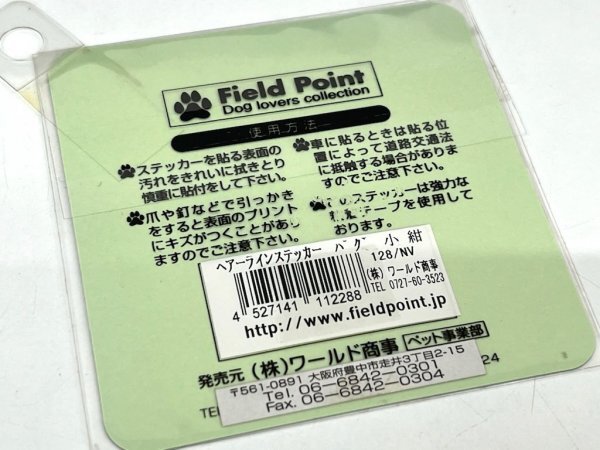 Field Point
Dog lovers collection
使用方法
ステッカーを貼る表面の
汚れをきれいに拭きとり
慎重に貼付をして下さい。
爪や釘などで引っかき
をすると表面のプリント
にキズがつくことがあり
ますのでご注意下さい。
車に貼るときは貼る位
置によって道路交通法
に抵触する場合がありま
すのでご注意下さい。
のステッカーは強力な
テープを使用して
おります。
ヘアーラインステッカー パグ 小 紺
128/NV
(株) ワールド商事
TEL 0727-60-3523
4 527141 112288
http://www.fieldpoint.jp
発売元 (株)ワールド商事 ペット事業部
〒561-0891 大阪府豊中市走井3丁目2-15
24
TEL
Tel. 06-6842-0301
Fax. 06-6842-0304